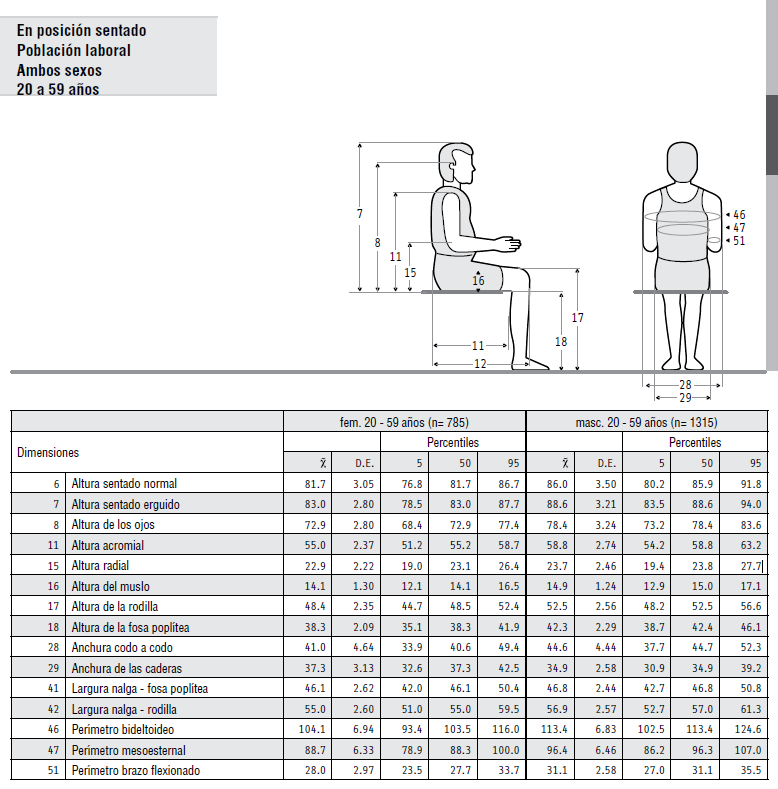 En posición sentado
Población laboral
Ambos sexos
20 a 59 años
7
8
11
15
16
17
18
11
12
46
47
51
28
29
fem. 20 - 59 años (n= 785) masc. 20 - 59 años (n= 1315)
Dimensiones Percentiles Percentiles
x̄ D.E. 5 50 95 x̄ D.E. 5 50 95
6 Altura sentado normal 81.7 3.05 76.8 81.7 86.7 86.0 3.50 80.2 85.9 91.8
7 Altura sentado erguido 83.0 2.80 78.5 83.0 87.7 88.6 3.21 83.5 88.6 94.0
8 Altura de los ojos 72.9 2.80 68.4 72.9 77.4 78.4 3.24 73.2 78.4 83.6
11 Altura acromial 55.0 2.37 51.2 55.2 58.7 58.8 2.74 54.2 58.8 63.2
15 Altura radial 22.9 2.22 19.0 23.1 26.4 23.7 2.46 19.4 23.8 27.7
16 Altura del muslo 14.1 1.30 12.1 14.1 16.5 14.9 1.24 12.9 15.0 17.1
17 Altura de la rodilla 48.4 2.35 44.7 48.5 52.4 52.5 2.56 48.2 52.5 56.6
18 Altura de la fosa poplítea 38.3 2.09 35.1 38.3 41.9 42.3 2.29 38.7 42.4 46.1
28 Anchura codo a codo 41.0 4.64 33.9 40.6 49.4 44.6 4.44 37.7 44.7 52.3
29 Anchura de las caderas 37.3 3.13 32.6 37.3 42.5 34.9 2.58 30.9 34.9 39.2
41 Largura nalga - fosa poplítea 46.1 2.62 42.0 46.1 50.4 46.8 2.44 42.7 46.8 50.8
42 Largura nalga - rodilla 55.0 2.60 51.0 55.0 59.5 56.9 2.57 52.7 57.0 61.3
46 Perimetro bideltoideo 104.1 6.94 93.4 103.5 116.0 113.4 6.83 102.5 113.4 124.6
47 Perimetro mesoesternal 88.7 6.33 78.9 88.3 100.0 96.4 6.46 86.2 96.3 107.0
51 Perimetro brazo flexionado 28.0 2.97 23.5 27.7 33.7 31.1 2.58 27.0 31.1 35.5